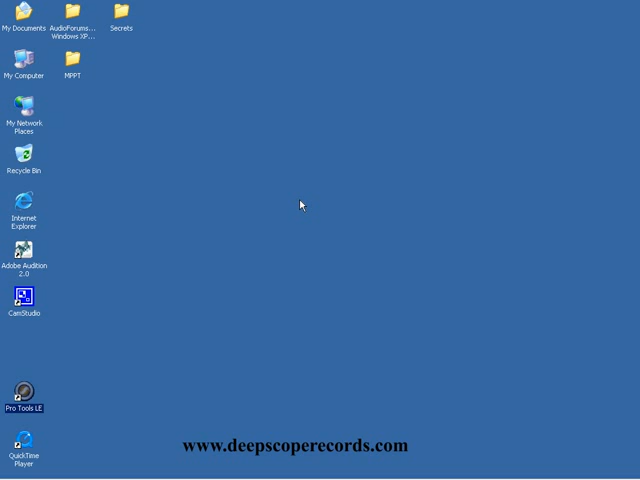 My Documents
AudioForums...
Windows XP...
Secrets
My Computer
MPPT
My Network
Places
Recycle Bin
Internet
Explorer
Adobe Audition
2.0
CamStudio
Pro Tools LE
QuickTime
Player
www.deepscoperecords.com